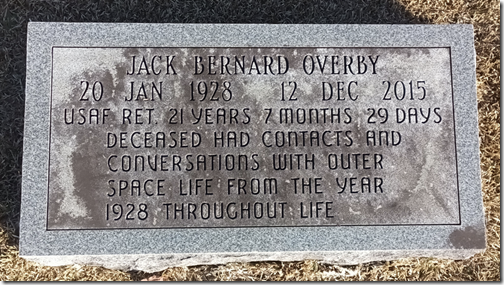 JACK BERNARD OVERBY
20 JAN 1928 12 DEC 2015
USAF RET. 21 YEARS 7 MONTHS 29 DAYS
DECEASED HAD CONTACTS AND
CONVERSATIONS WITH OUTER
SPACE LIFE FROM THE YEAR
1928 THROUGHOUT LIFE